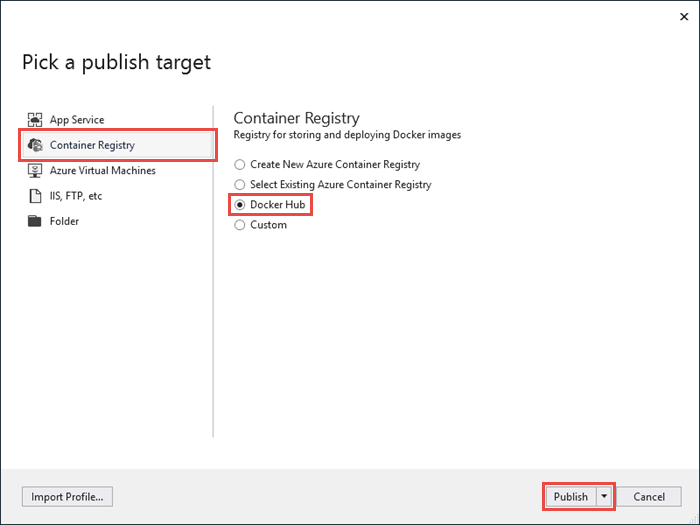 Pick a publish target
App Service
Container Registry
Azure Virtual Machines
IIS, FTP, etc
Folder
Container Registry
Registry for storing and deploying Docker images
Create New Azure Container Registry
Select Existing Azure Container Registry
Docker Hub
Custom
Import Profile...
Publish
Cancel